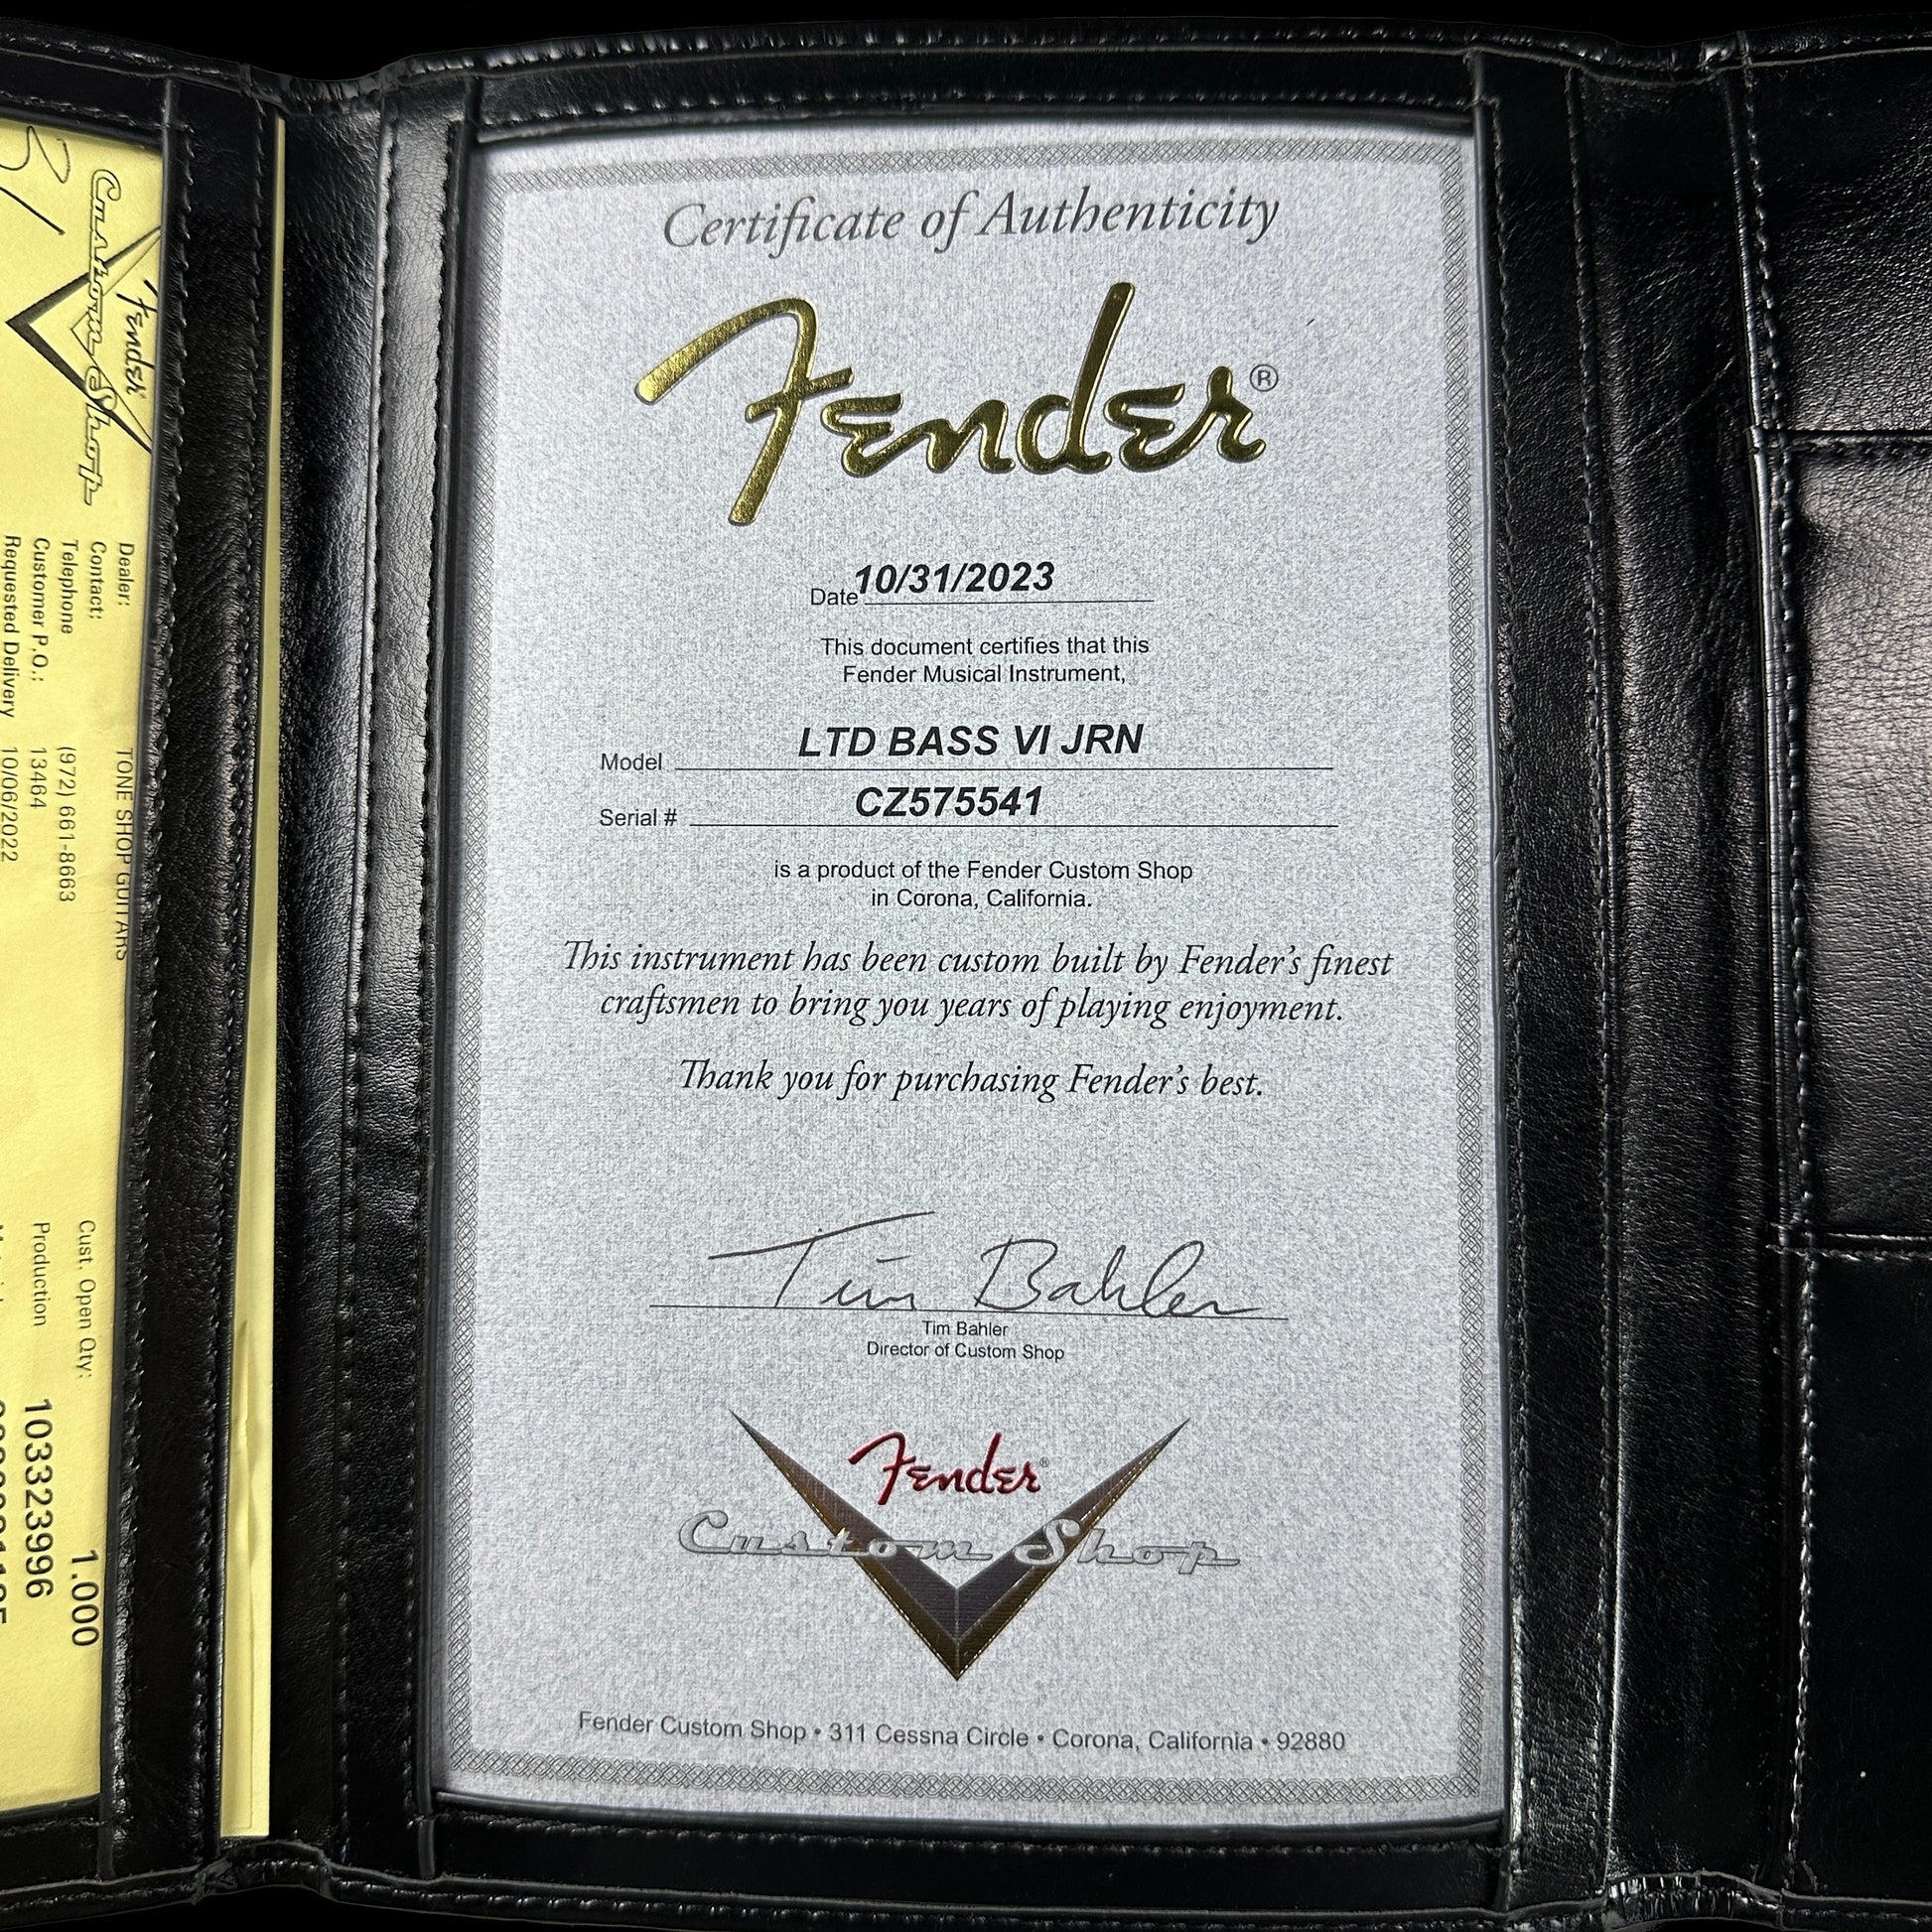 Custom Shop
Fender
Dealer: TONE SHOP GUITARS
Contact:
Telephone (972) 661-8663
Customer P.O.: 13464
Requested Delivery 10/06/2022
Cust. Open Qty: 1.000
Production 103323996
Certificate of Authenticity
Fender®
Date 10/31/2023
This document certifies that this
Fender Musical Instrument,
Model LTD BASS VI JRN
Serial # CZ575541
is a product of the Fender Custom Shop
in Corona, California.
This instrument has been custom built by Fender’s finest
craftsmen to bring you years of playing enjoyment.
Thank you for purchasing Fender’s best.
Tim Bahler
Tim Bahler
Director of Custom Shop
Fender®
Custom Shop
Fender Custom Shop • 311 Cessna Circle • Corona, California • 92880